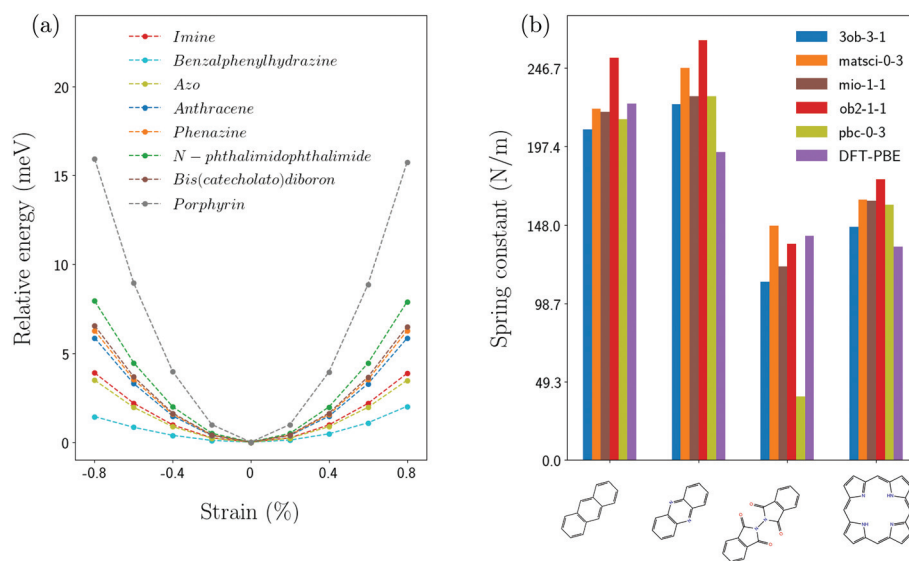 (a)
Relative energy (meV)
20
15
10
5
0
Imine
Benzalphenylhydrazine
Azo
Anthracene
Phenazine
N − phthalimidophthalimide
Bis(catecholato)diboron
Porphyrin
-0.8
-0.4
0
0.4
0.8
Strain (%)
(b)
Spring constant (N/m)
246.7
197.4
148.0
98.7
49.3
0.0
3ob-3-1
matsci-0-3
mio-1-1
ob2-1-1
pbc-0-3
DFT-PBE